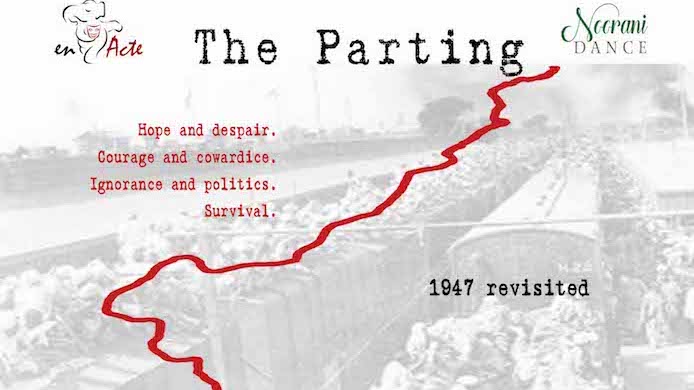 en Acte
The Parting
Noorani
DANCE
Hope and despair.
Courage and cowardice.
Ignorance and politics.
Survival.
1947 revisited